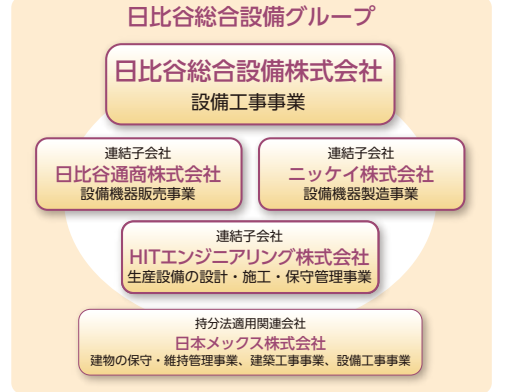 日比谷総合設備グループ
日比谷総合設備株式会社
設備工事事業
連結子会社
日比谷通商株式会社
設備機器販売事業
連結子会社
ニッケイ株式会社
設備機器製造事業
連結子会社
HITエンジニアリング株式会社
生産設備の設計・施工・保守管理事業
持分法適用関連会社
日本メックス株式会社
建物の保守・維持管理事業、建築工事事業、設備工事事業